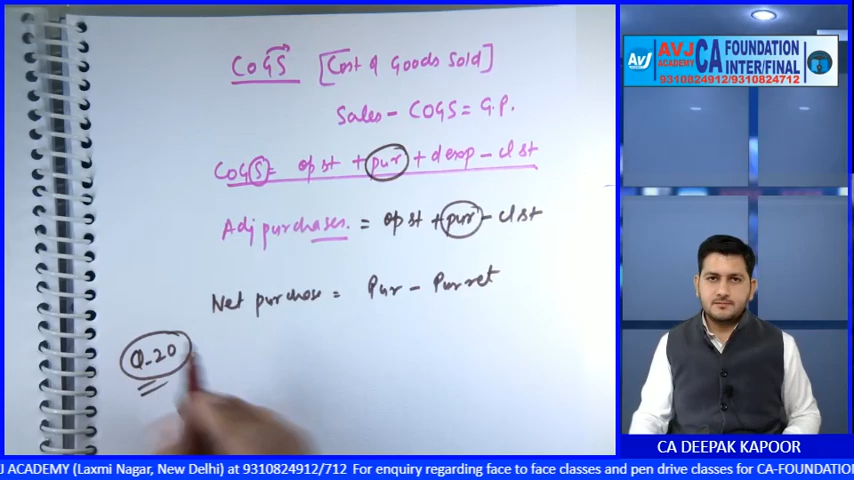 COGS [Cost of Goods Sold]
Sales - COGS = G.P.
COGS = op st + pur + d exp - cl st
Adj purchases. = op st + pur - cl st
Net purchase = Pur - Pur ret
Q.20
AVJ
AVJ
ACADEMY
CA
FOUNDATION
INTER/FINAL
9310824912/9310824712
CA DEEPAK KAPOOR
J ACADEMY (Laxmi Nagar, New Delhi) at 9310824912/712 For enquiry regarding face to face classes and pen drive classes for CA-FOUNDATION